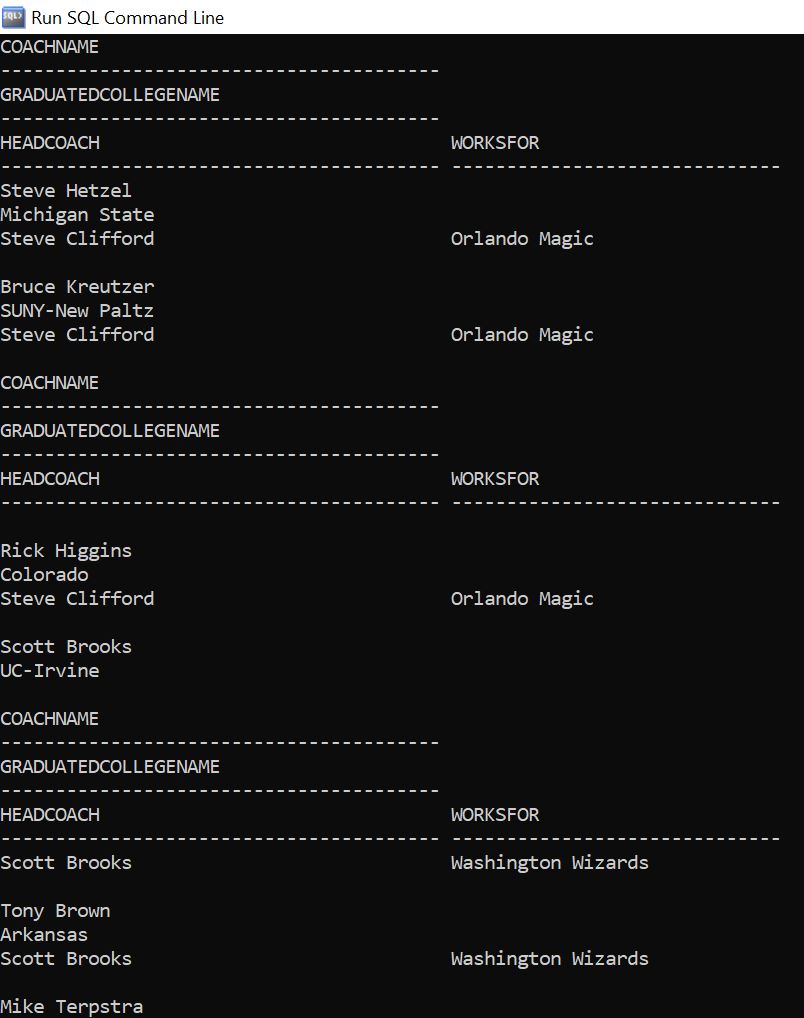 SQL>
Run SQL Command Line
COACHNAME
----------------------------------------
GRADUATEDCOLLEGENAME
----------------------------------------
HEADCOACH                                WORKSFOR
---------------------------------------- ------------------------------
Steve Hetzel
Michigan State
Steve Clifford                           Orlando Magic

Bruce Kreutzer
SUNY-New Paltz
Steve Clifford                           Orlando Magic

COACHNAME
----------------------------------------
GRADUATEDCOLLEGENAME
----------------------------------------
HEADCOACH                                WORKSFOR
---------------------------------------- ------------------------------

Rick Higgins
Colorado
Steve Clifford                           Orlando Magic

Scott Brooks
UC-Irvine

COACHNAME
----------------------------------------
GRADUATEDCOLLEGENAME
----------------------------------------
HEADCOACH                                WORKSFOR
---------------------------------------- ------------------------------
Scott Brooks                             Washington Wizards

Tony Brown
Arkansas
Scott Brooks                             Washington Wizards

Mike Terpstra